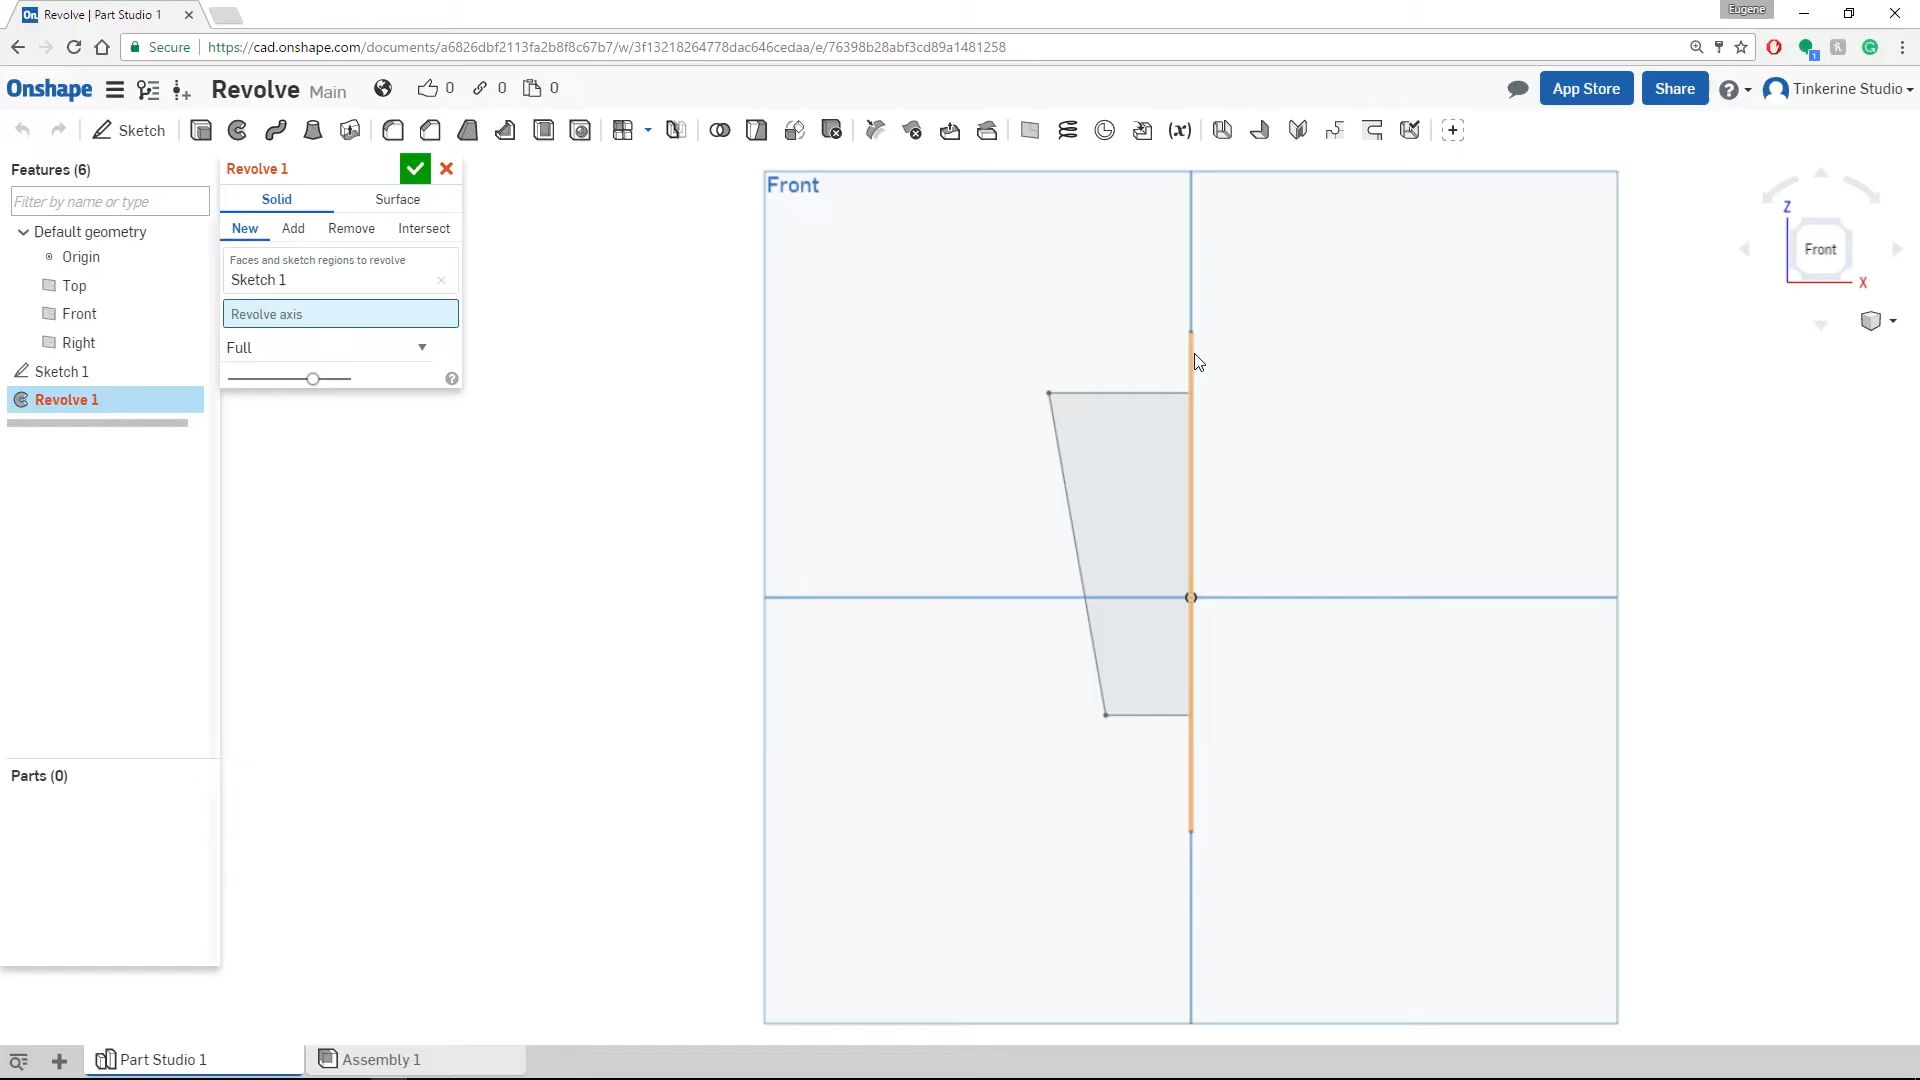 On Revolve | Part Studio 1
Eugene
Secure https://cad.onshape.com/documents/a6826dbf2113fa2b8f8c67b7/w/3f13218264778dac646cedaa/e/76398b28abf3cd89a1481258
1
Onshape Revolve Main 0 0 0 App Store Share ? Tinkerine Studio
Sketch (x)
Features (6)
Filter by name or type
Default geometry
Origin
Top
Front
Right
Sketch 1
Revolve 1
Parts (0)
Revolve 1
Solid Surface
New Add Remove Intersect
Faces and sketch regions to revolve
Sketch 1
Revolve axis
Full
?
Front
Z
Front
X
Part Studio 1 Assembly 1